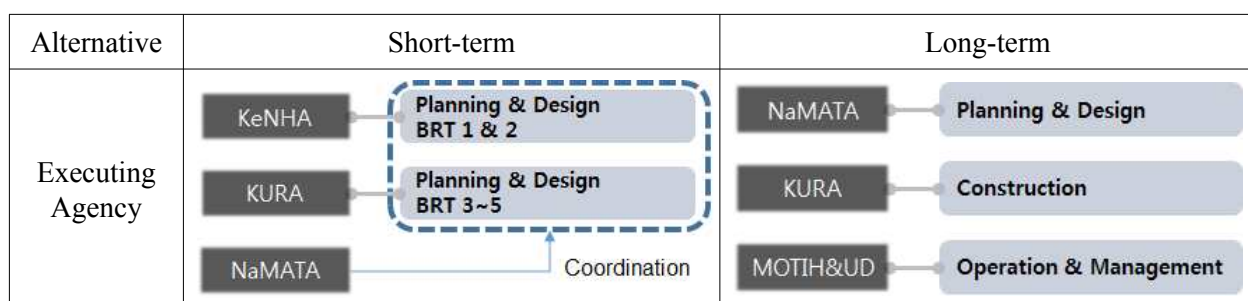 Alternative
Short-term
Long-term
Executing
Agency
KeNHA
Planning & Design
BRT 1 & 2
KURA
Planning & Design
BRT 3~5
NaMATA
Coordination
NaMATA
Planning & Design
KURA
Construction
MOTIH&UD
Operation & Management